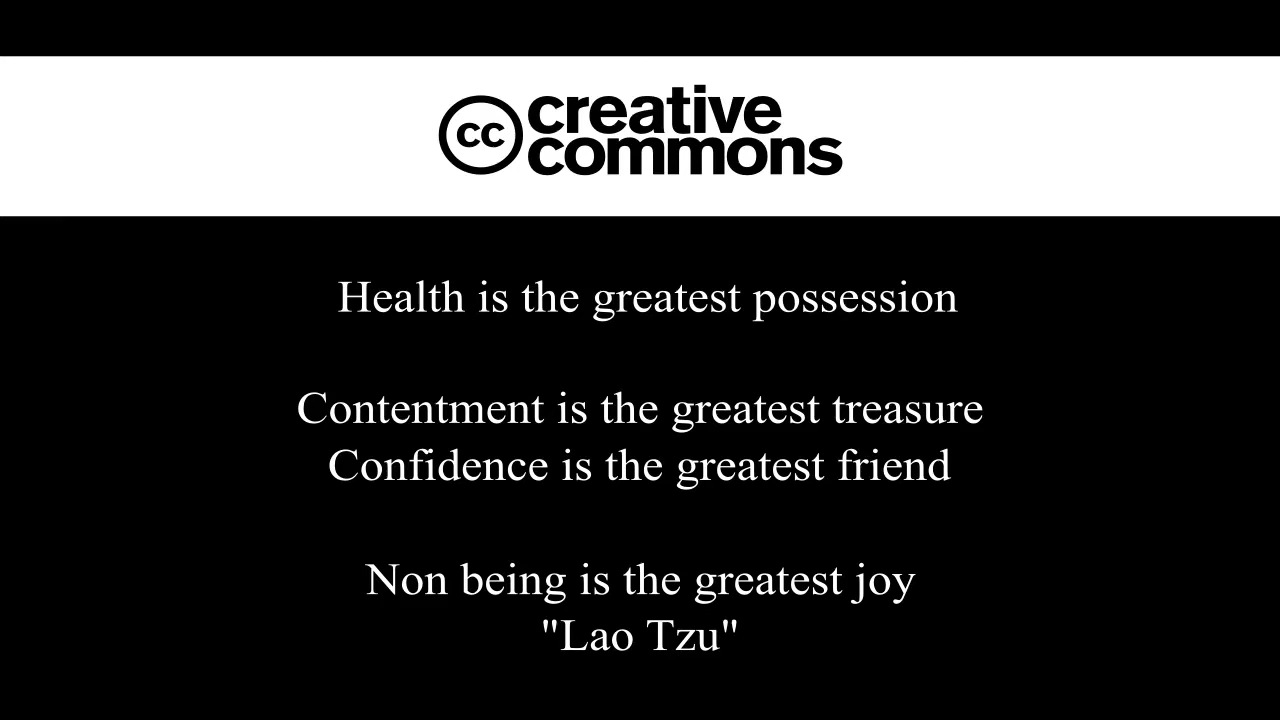 cc creative
commons
Health is the greatest possession
Contentment is the greatest treasure
Confidence is the greatest friend
Non being is the greatest joy
"Lao Tzu"